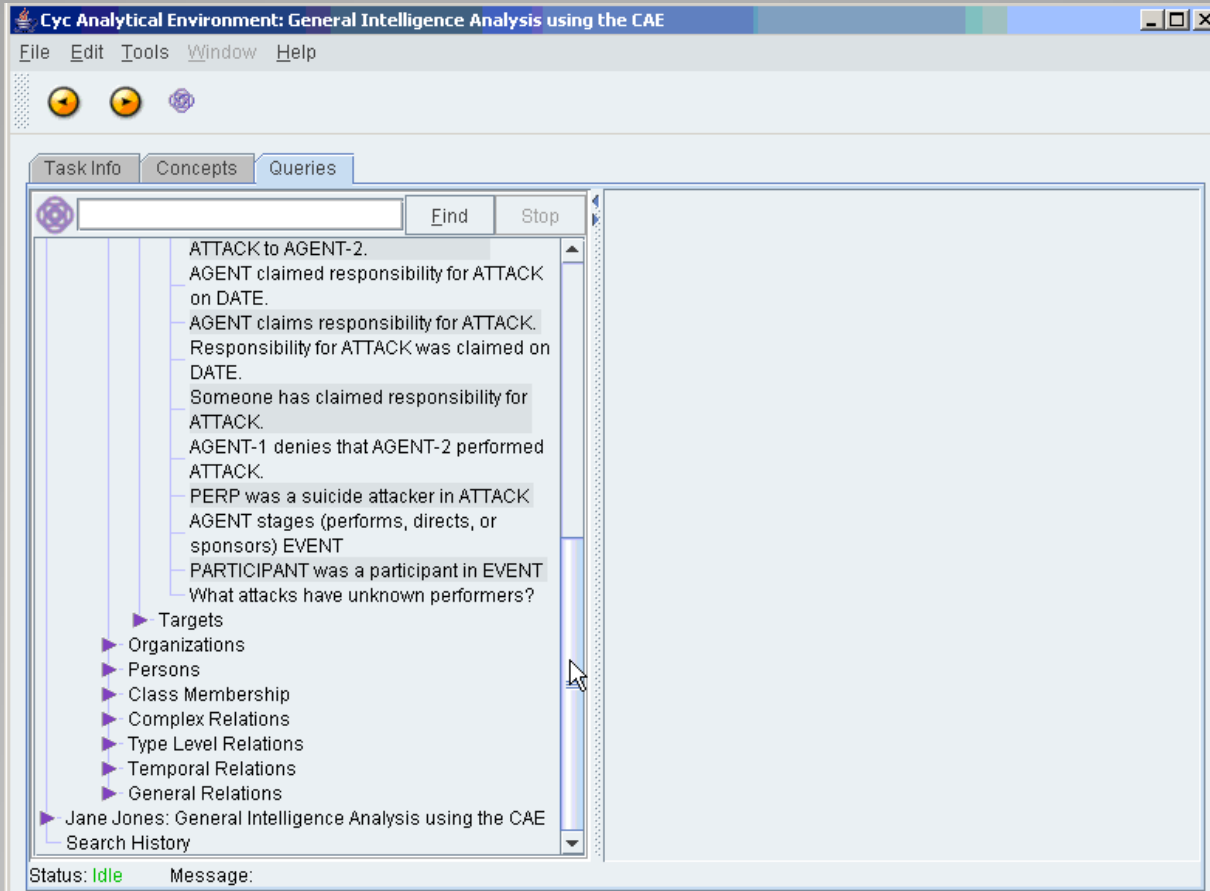 Cyc Analytical Environment: General Intelligence Analysis using the CAE
File Edit Tools Window Help
Task Info Concepts Queries
Find Stop
ATTACK to AGENT-2.
AGENT claimed responsibility for ATTACK
on DATE.
AGENT claims responsibility for ATTACK.
Responsibility for ATTACK was claimed on
DATE.
Someone has claimed responsibility for
ATTACK.
AGENT-1 denies that AGENT-2 performed
ATTACK.
PERP was a suicide attacker in ATTACK
AGENT stages (performs, directs, or
sponsors) EVENT
PARTICIPANT was a participant in EVENT
What attacks have unknown performers?
Targets
Organizations
Persons
Class Membership
Complex Relations
Type Level Relations
Temporal Relations
General Relations
Jane Jones: General Intelligence Analysis using the CAE
Search History
Status: Idle Message: